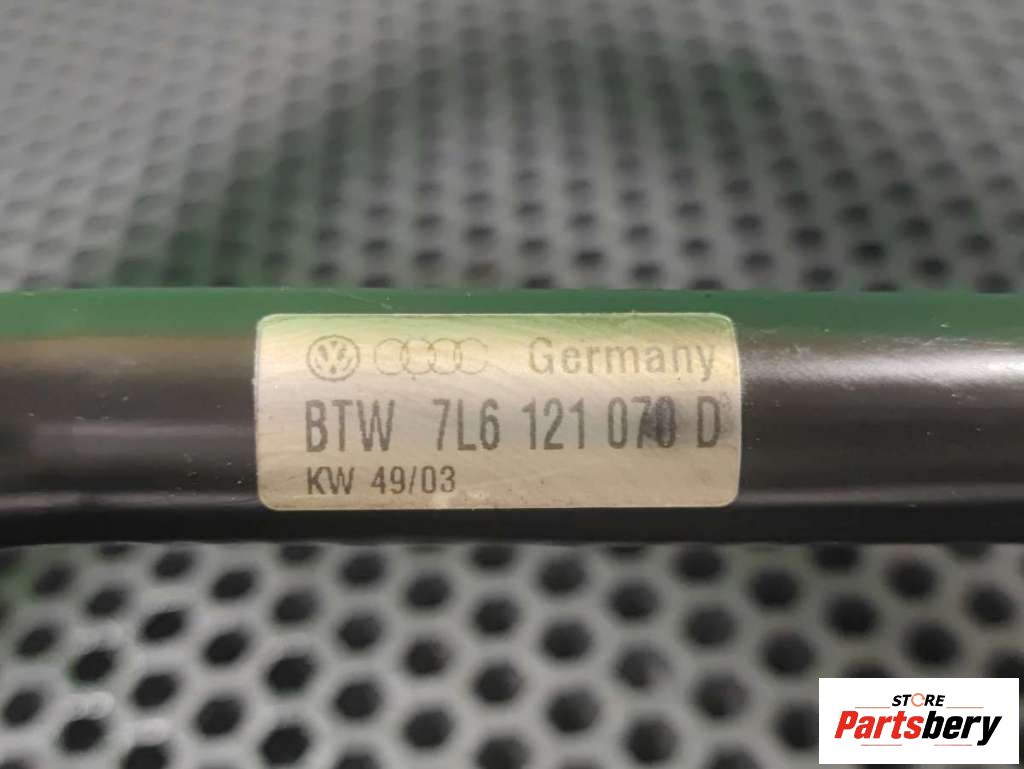 Germany
BTW 7L6 121 070 D
KW 49/03
STORE
Partsbery